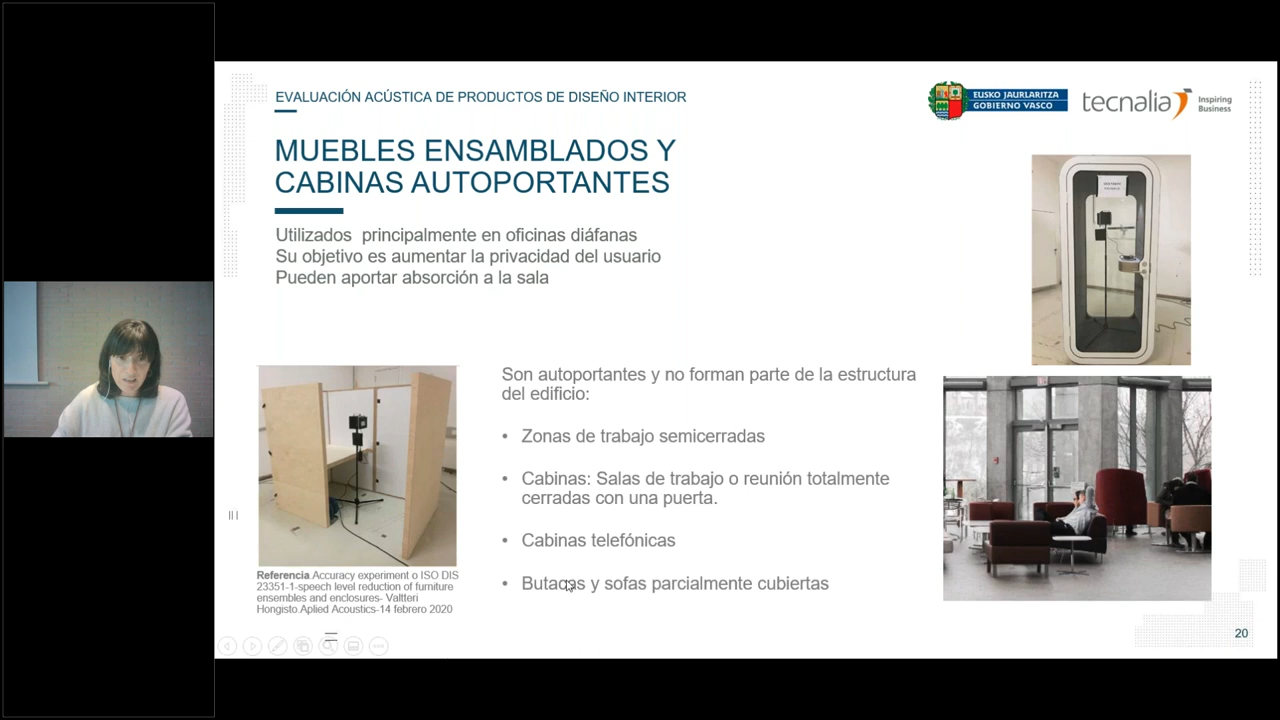 EVALUACIÓN ACÚSTICA DE PRODUCTOS DE DISEÑO INTERIOR
EUSKO JAURLARITZA
GOBIERNO VASCO
tecnalia
Inspiring
Business
MUEBLES ENSAMBLADOS Y
CABINAS AUTOPORTANTES
Utilizados principalmente en oficinas diáfanas
Su objetivo es aumentar la privacidad del usuario
Pueden aportar absorción a la sala
Son autoportantes y no forman parte de la estructura
del edificio:
• Zonas de trabajo semicerradas
• Cabinas: Salas de trabajo o reunión totalmente
cerradas con una puerta.
• Cabinas telefónicas
• Butacas y sofas parcialmente cubiertas
Referencia.Accuracy experiment o ISO DIS
23351-1-speech level reduction of furniture
ensembles and enclosures- Valtteri
Hongisto.Aplied Acoustics-14 febrero 2020
20